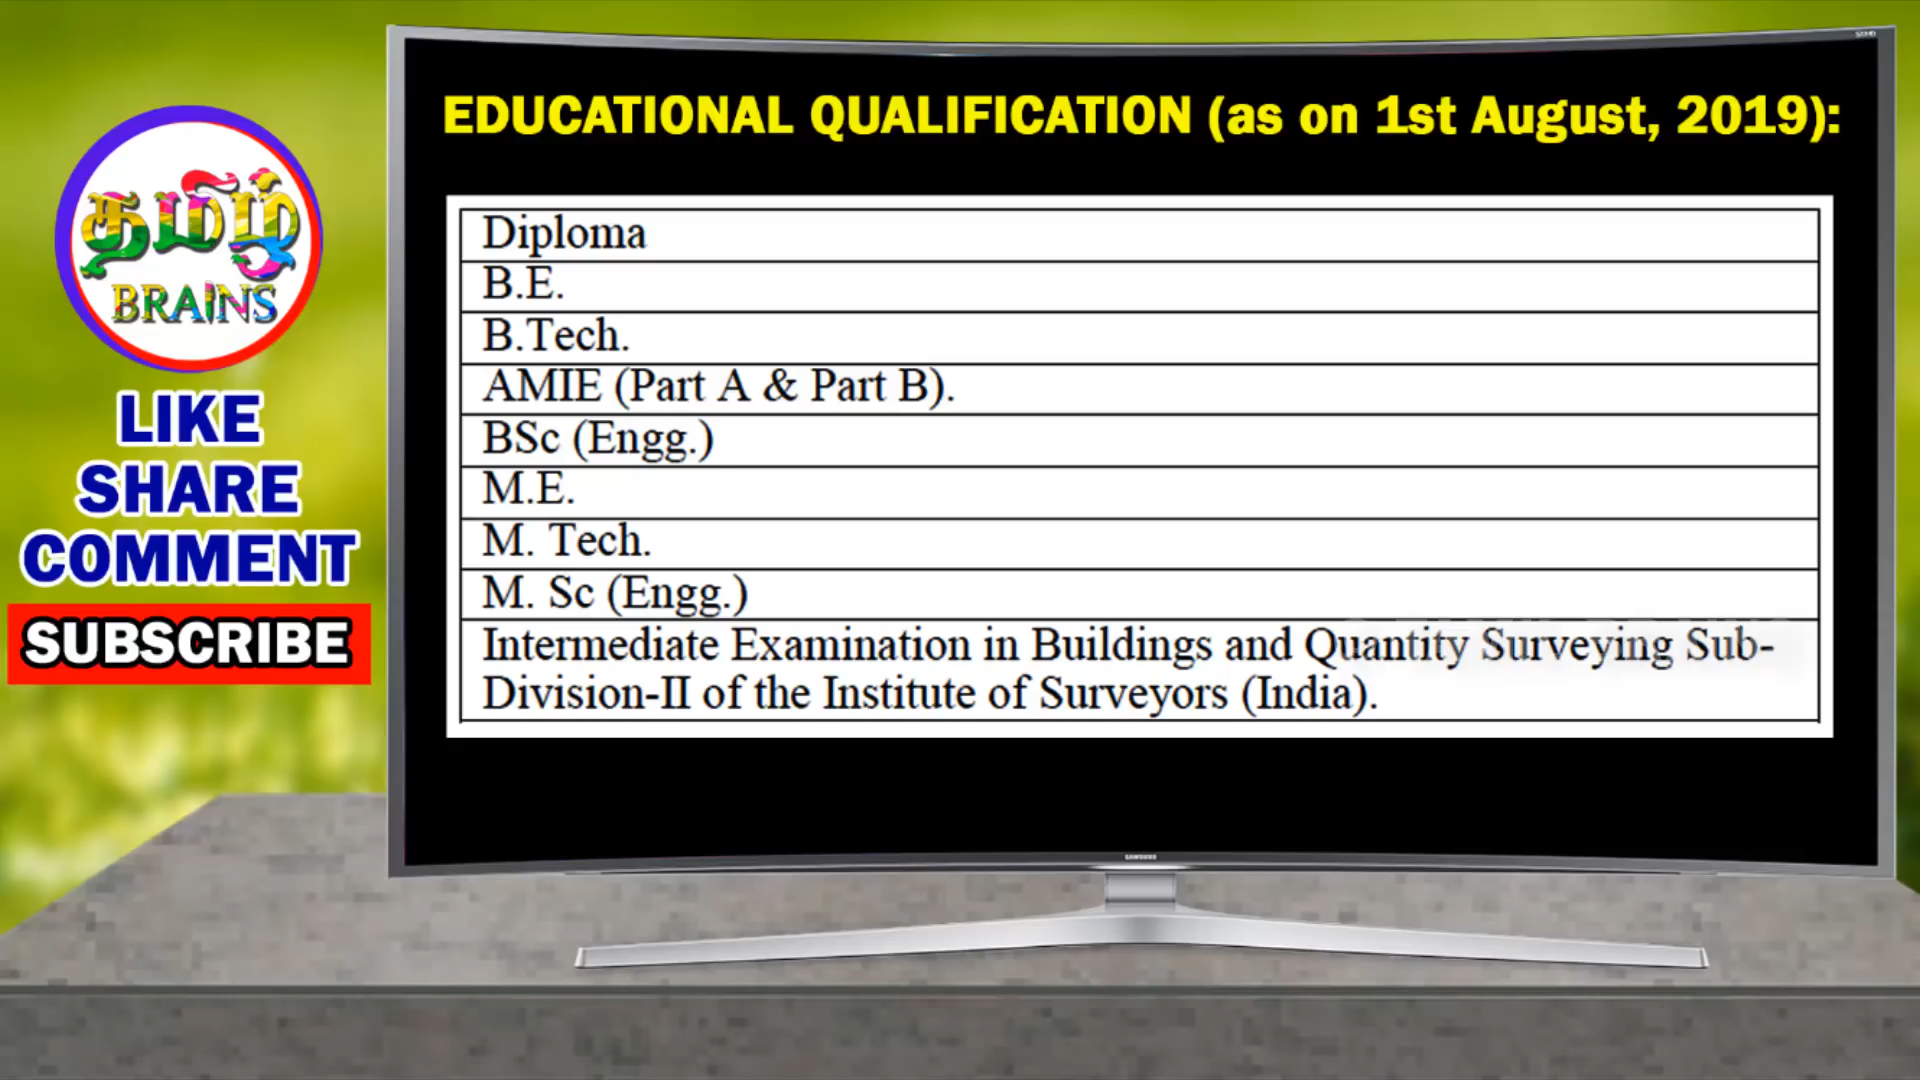 தமிழ்
BRAINS
LIKE
SHARE
COMMENT
SUBSCRIBE
EDUCATIONAL QUALIFICATION (as on 1st August, 2019):
Diploma
B.E.
B.Tech.
AMIE (Part A & Part B).
BSc (Engg.)
M.E.
M. Tech.
M. Sc (Engg.)
Intermediate Examination in Buildings and Quantity Surveying Sub-
Division-II of the Institute of Surveyors (India).
SAMSUNG